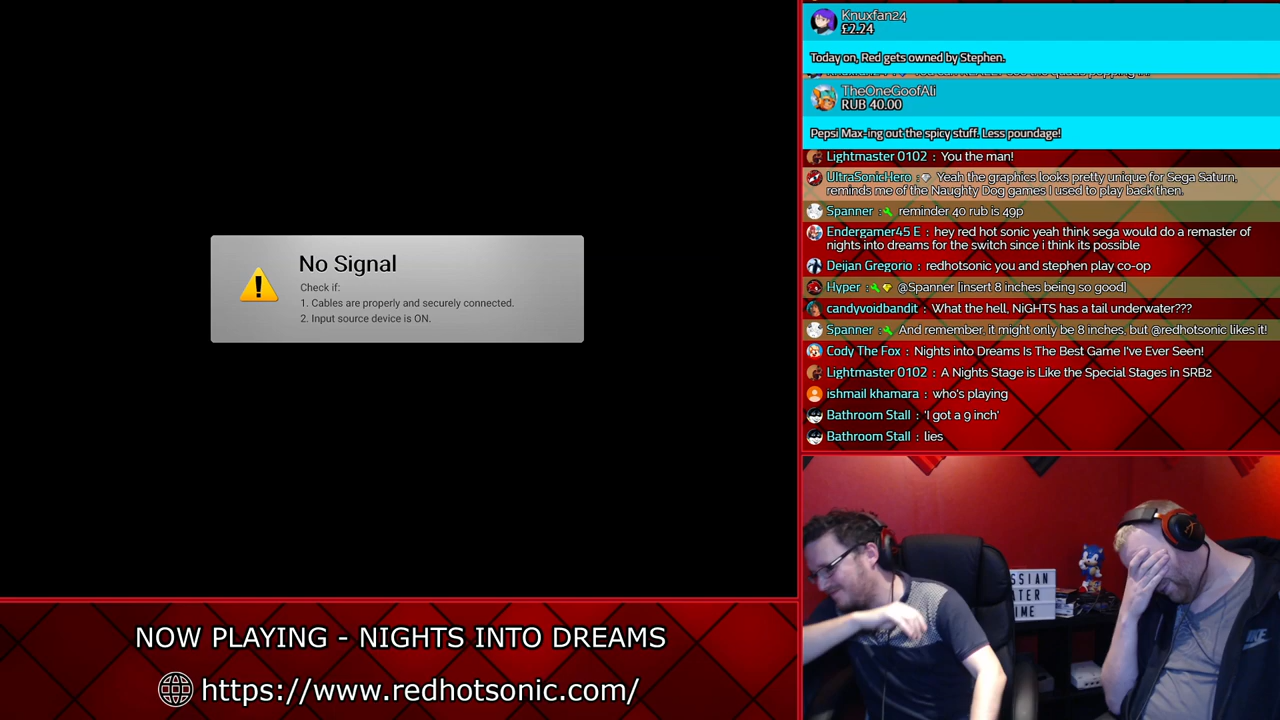 No Signal
Check if:
1. Cables are properly and securely connected.
2. Input source device is ON.
NOW PLAYING - NIGHTS INTO DREAMS
https://www.redhotsonic.com/
Knuxfan24
£2.24
Today on, Red gets owned by Stephen.
TheOneGoofAli
RUB 40.00
Pepsi Max-ing out the spicy stuff. Less poundage!
Lightmaster 0102 : You the man!
UltraSonicHero : Yeah the graphics looks pretty unique for Sega Saturn,
reminds me of the Naughty Dog games I used to play back then.
Spanner : reminder 40 rub is 49p
Endergamer45 E : hey red hot sonic yeah think sega would do a remaster of
nights into dreams for the switch since i think its possible
Deijan Gregorio : redhotsonic you and stephen play co-op
Hyper : @Spanner [insert 8 inches being so good]
candyvoidbandit : What the hell, NiGHTS has a tail underwater???
Spanner : And remember, it might only be 8 inches, but @redhotsonic likes it!
Cody The Fox : Nights into Dreams Is The Best Game I've Ever Seen!
Lightmaster 0102 : A Nights Stage is Like the Special Stages in SRB2
ishmail khamara : who's playing
Bathroom Stall : 'I got a 9 inch'
Bathroom Stall : lies
SSIAN
ATER
IME